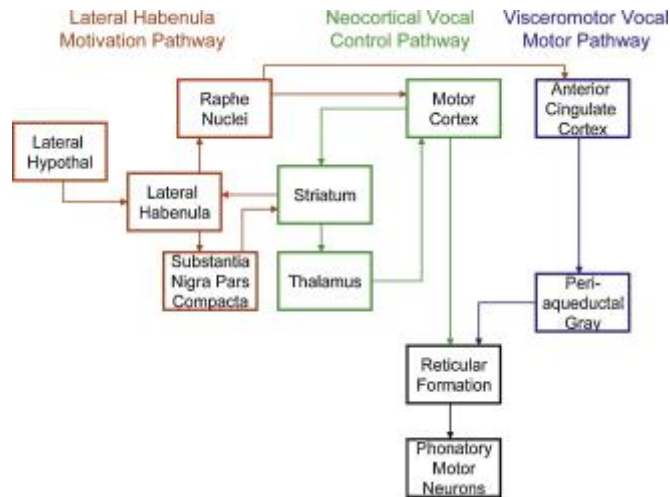 Lateral Habenula
Motivation Pathway
Neocortical Vocal
Control Pathway
Visceromotor Vocal
Motor Pathway
Raphe
Nuclei
Motor
Cortex
Anterior
Cingulate
Cortex
Lateral
Hypothal
Lateral
Habenula
Striatum
Substantia
Nigra Pars
Compacta
Thalamus
Peri-
aqueductal
Gray
Reticular
Formation
Phonatory
Motor
Neurons